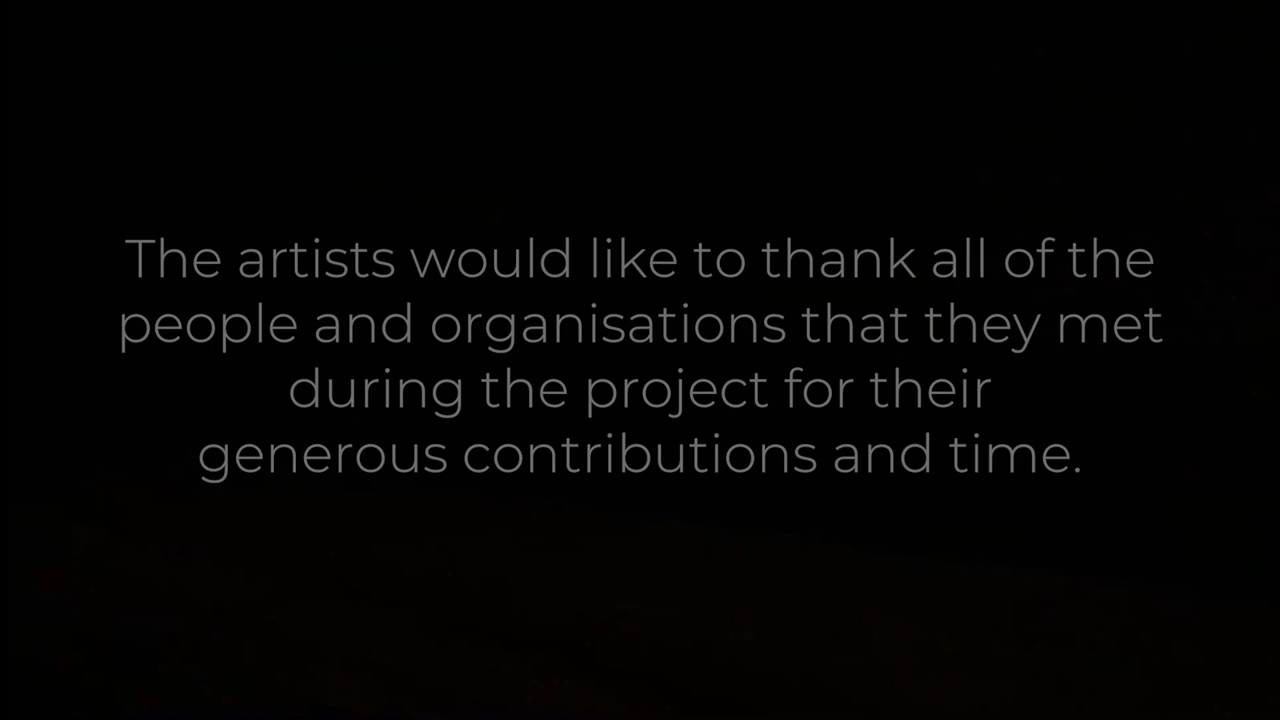 The artists would like to thank all of the
people and organisations that they met
during the project for their
generous contributions and time.